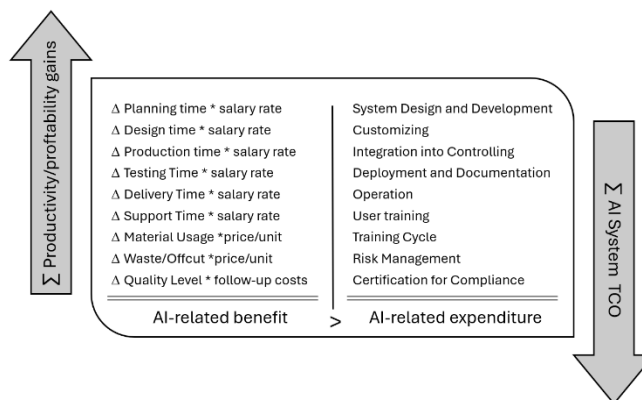 Σ Productivity/proftability gains
Δ Planning time * salary rate
Δ Design time * salary rate
Δ Production time * salary rate
Δ Testing Time * salary rate
Δ Delivery Time * salary rate
Δ Support Time * salary rate
Δ Material Usage *price/unit
Δ Waste/Offcut *price/unit
Δ Quality Level * follow-up costs
AI-related benefit
>
System Design and Development
Customizing
Integration into Controlling
Deployment and Documentation
Operation
User training
Training Cycle
Risk Management
Certification for Compliance
AI-related expenditure
Σ AI System TCO